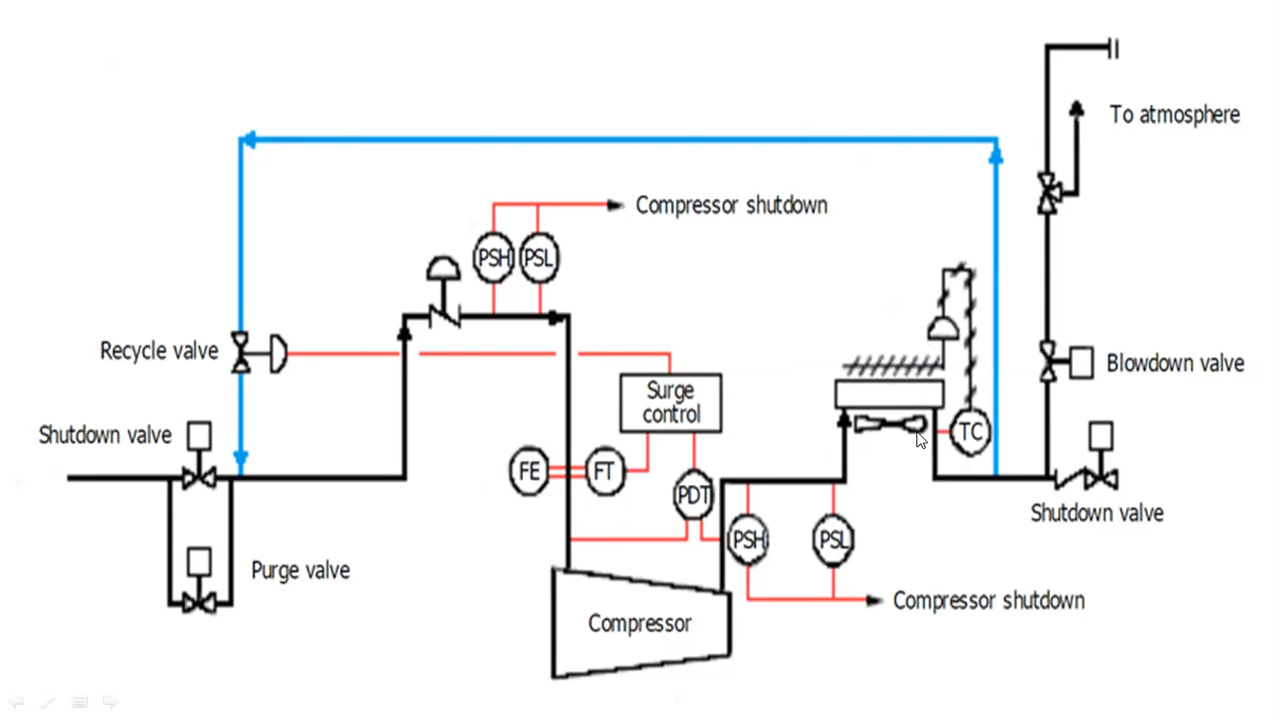 To atmosphere
Compressor shutdown
PSH
PSL
Recycle valve
Blowdown valve
Surge
control
Shutdown valve
TC
FE
FT
PDT
Shutdown valve
PSH
PSL
Purge valve
Compressor shutdown
Compressor